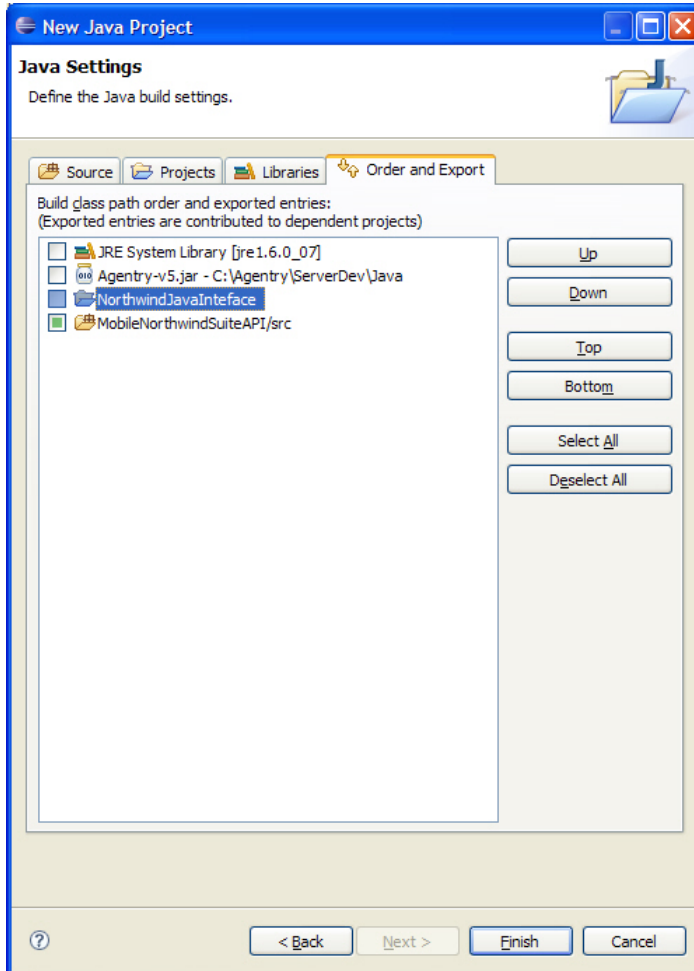 New Java Project
Java Settings
Define the Java build settings.
Source Projects Libraries Order and Export
Build class path order and exported entries:
(Exported entries are contributed to dependent projects)
JRE System Library [jre1.6.0_07]
Agentry-v5.jar - C:\Agentry\ServerDev\Java
NorthwindJavaInteface
MobileNorthwindSuiteAPI/src
Up
Down
Top
Bottom
Select All
Deselect All
? < Back Next > Finish Cancel